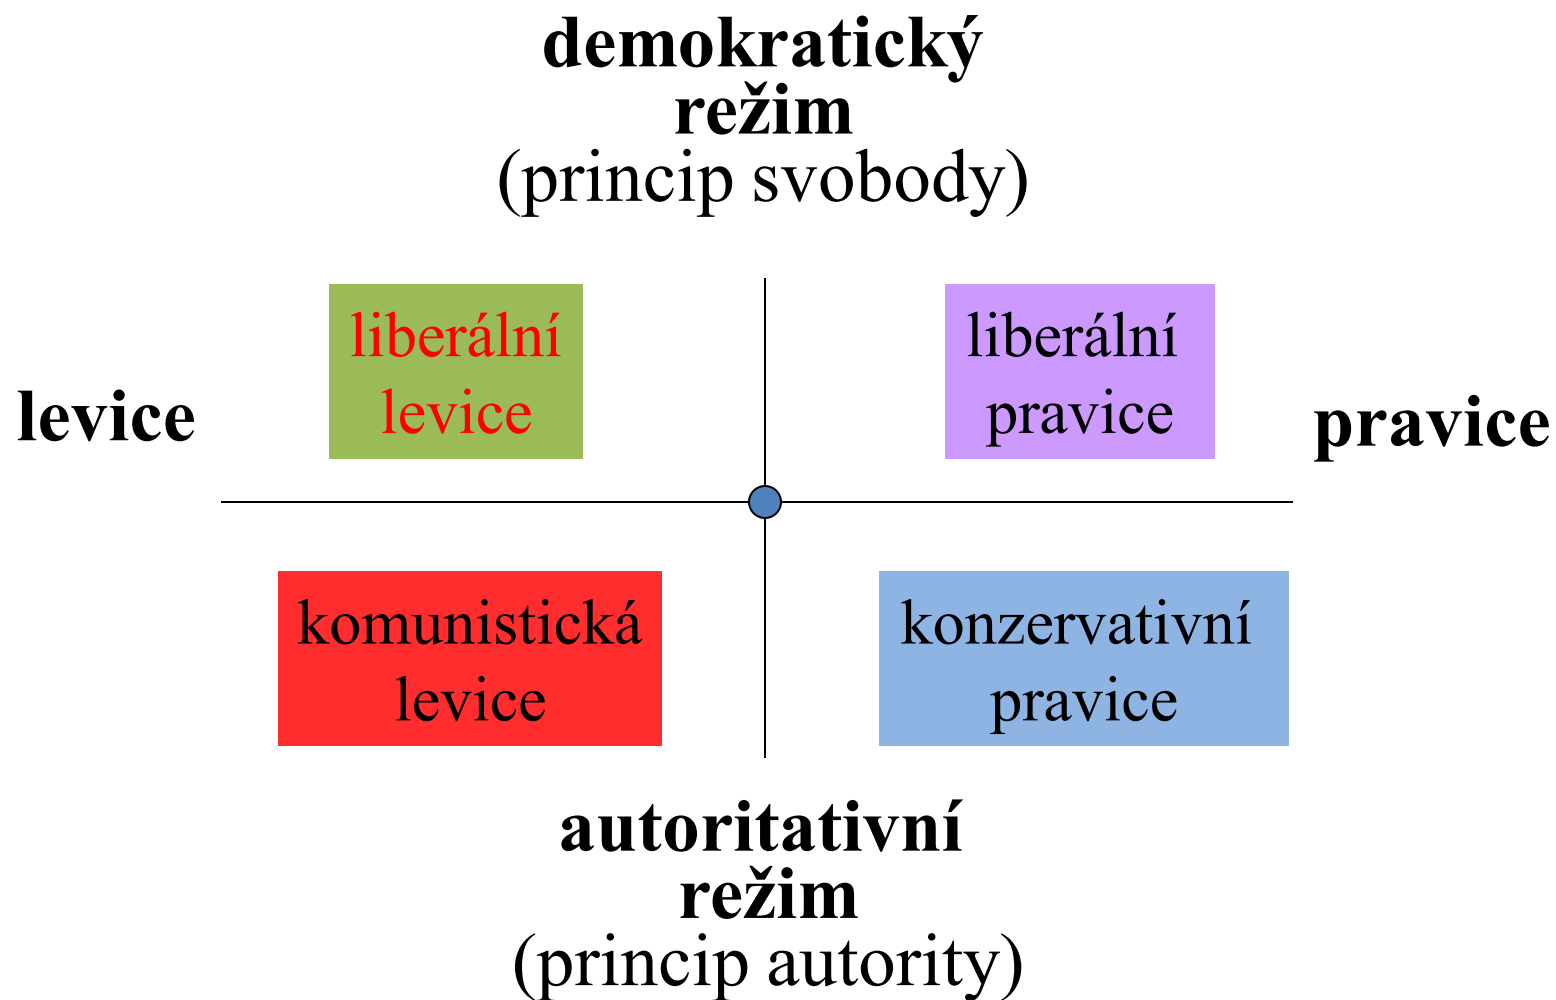 demokratický
režim
(princip svobody)
liberální
levice
liberální
pravice
levice
pravice
komunistická
levice
konzervativní
pravice
autoritativní
režim
(princip autority)